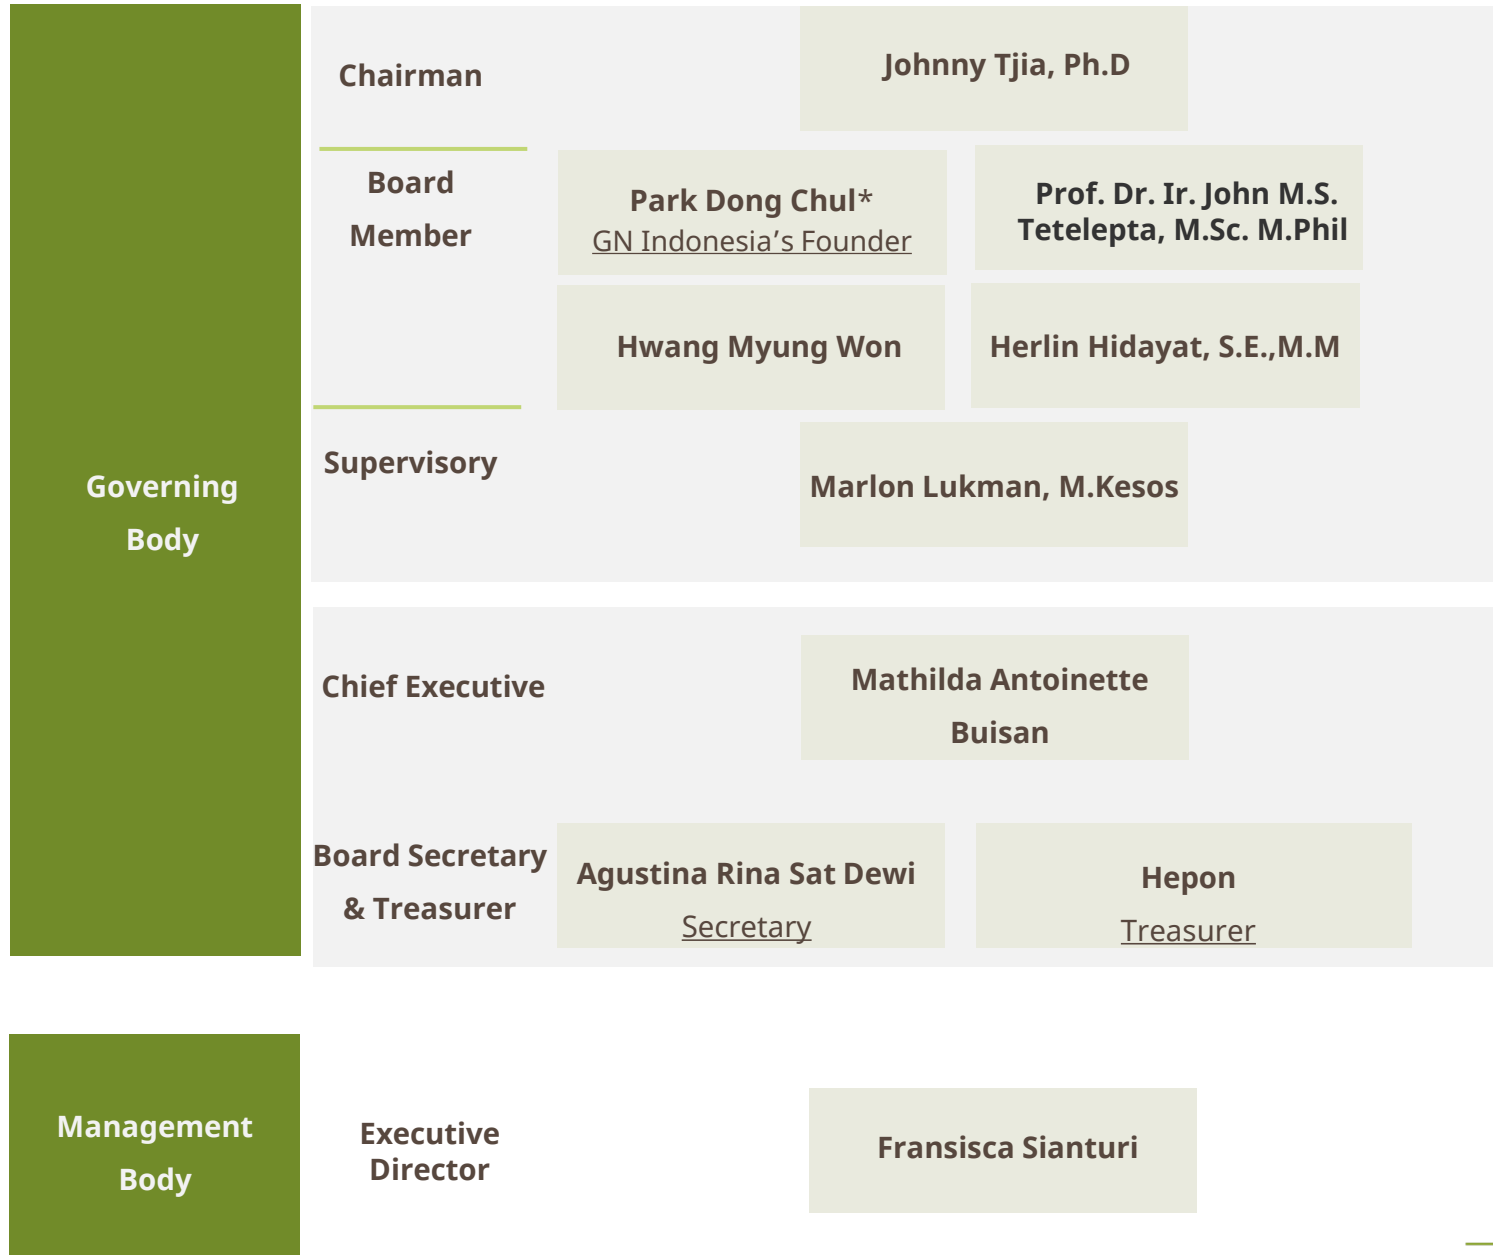 Chairman
Johnny Tjia, Ph.D
Board
Member
Park Dong Chul*
GN Indonesia’s Founder
Prof. Dr. Ir. John M.S.
Tetelepta, M.Sc. M.Phil
Hwang Myung Won
Herlin Hidayat, S.E.,M.M
Supervisory
Marlon Lukman, M.Kesos
Governing
Body
Chief Executive
Mathilda Antoinette
Buisan
Board Secretary
& Treasurer
Agustina Rina Sat Dewi
Secretary
Hepon
Treasurer
Management
Body
Executive
Director
Fransisca Sianturi